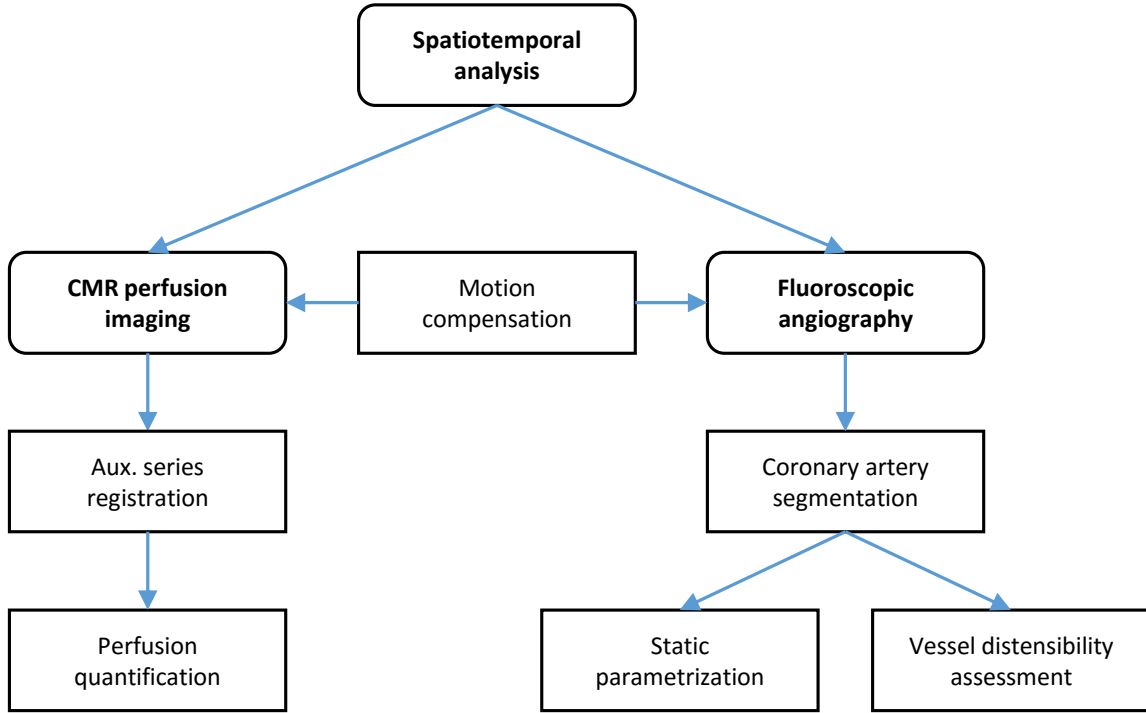 Spatiotemporal
analysis
CMR perfusion
imaging
Motion
compensation
Fluoroscopic
angiography
Aux. series
registration
Coronary artery
segmentation
Perfusion
quantification
Static
parametrization
Vessel distensibility
assessment